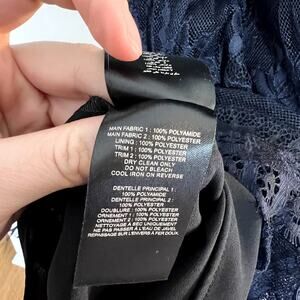 MAIN FABRIC 1 : 100% POLYAMIDE
MAIN FABRIC 2 : 100% POLYESTER
LINING : 100% POLYESTER
TRIM 1 : 100% POLYESTER
TRIM 2 : 100% POLYESTER
DRY CLEAN ONLY
DO NOT BLEACH
COOL IRON ON REVERSE
DENTELLE PRINCIPAL 1 :
100% POLYAMIDE
DENTELLE PRINCIPAL 2 :
100% POLYESTER
DOUBLURE : 100% POLYESTER
ORNEMENT 1 : 100% POLYESTER
ORNEMENT 2 : 100% POLYESTER
NETTOYAGE A SEC UNIQUEMENT
NE PAS PASSER À L'EAU DE JAVEL
REPASSAGE SUR L'ENVERS A FER DOUX